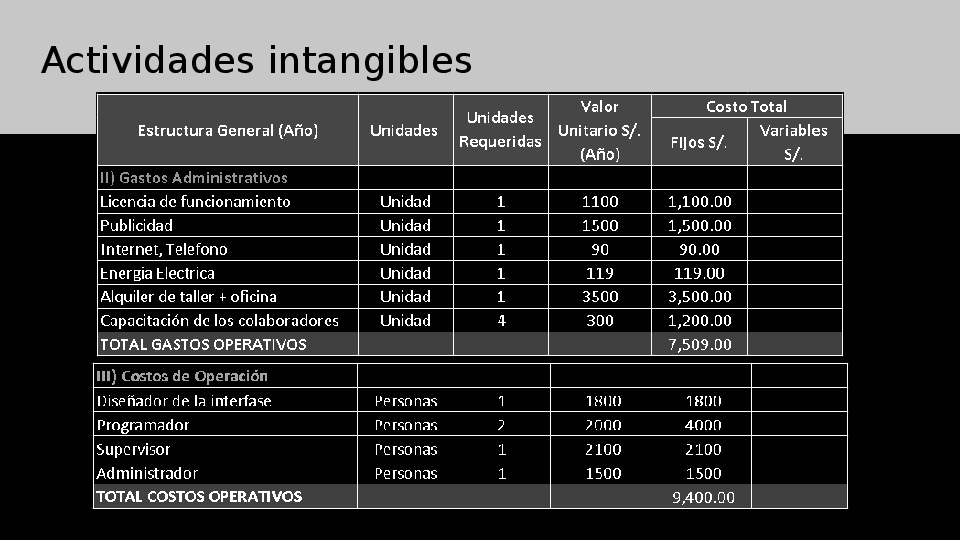 Actividades intangibles
Estructura General (Año) Unidades Unidades Requeridas Valor Unitario S/. (Año) Costo Total
Fijos S/. Variables S/.
II) Gastos Administrativos
Licencia de funcionamiento Unidad 1 1100 1,100.00
Publicidad Unidad 1 1500 1,500.00
Internet, Telefono Unidad 1 90 90.00
Energia Electrica Unidad 1 119 119.00
Alquiler de taller + oficina Unidad 1 3500 3,500.00
Capacitación de los colaboradores Unidad 4 300 1,200.00
TOTAL GASTOS OPERATIVOS 7,509.00
III) Costos de Operación
Diseñador de la interfase Personas 1 1800 1800
Programador Personas 2 2000 4000
Supervisor Personas 1 2100 2100
Administrador Personas 1 1500 1500
TOTAL COSTOS OPERATIVOS 9,400.00